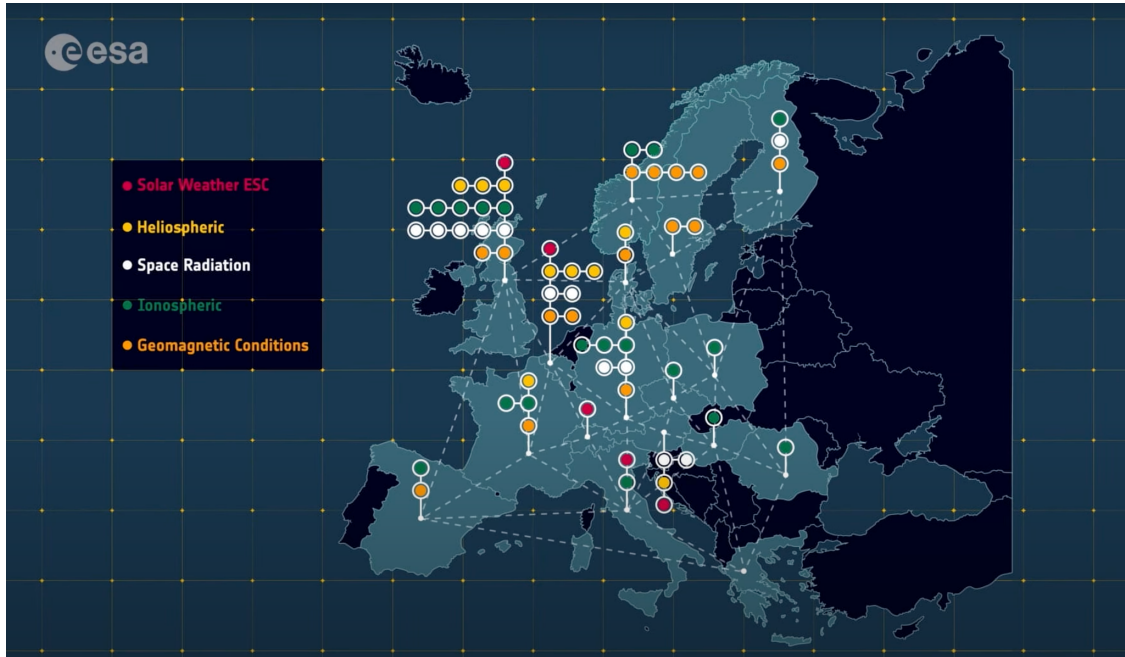 esa
Solar Weather ESC
Heliospheric
Space Radiation
Ionospheric
Geomagnetic Conditions